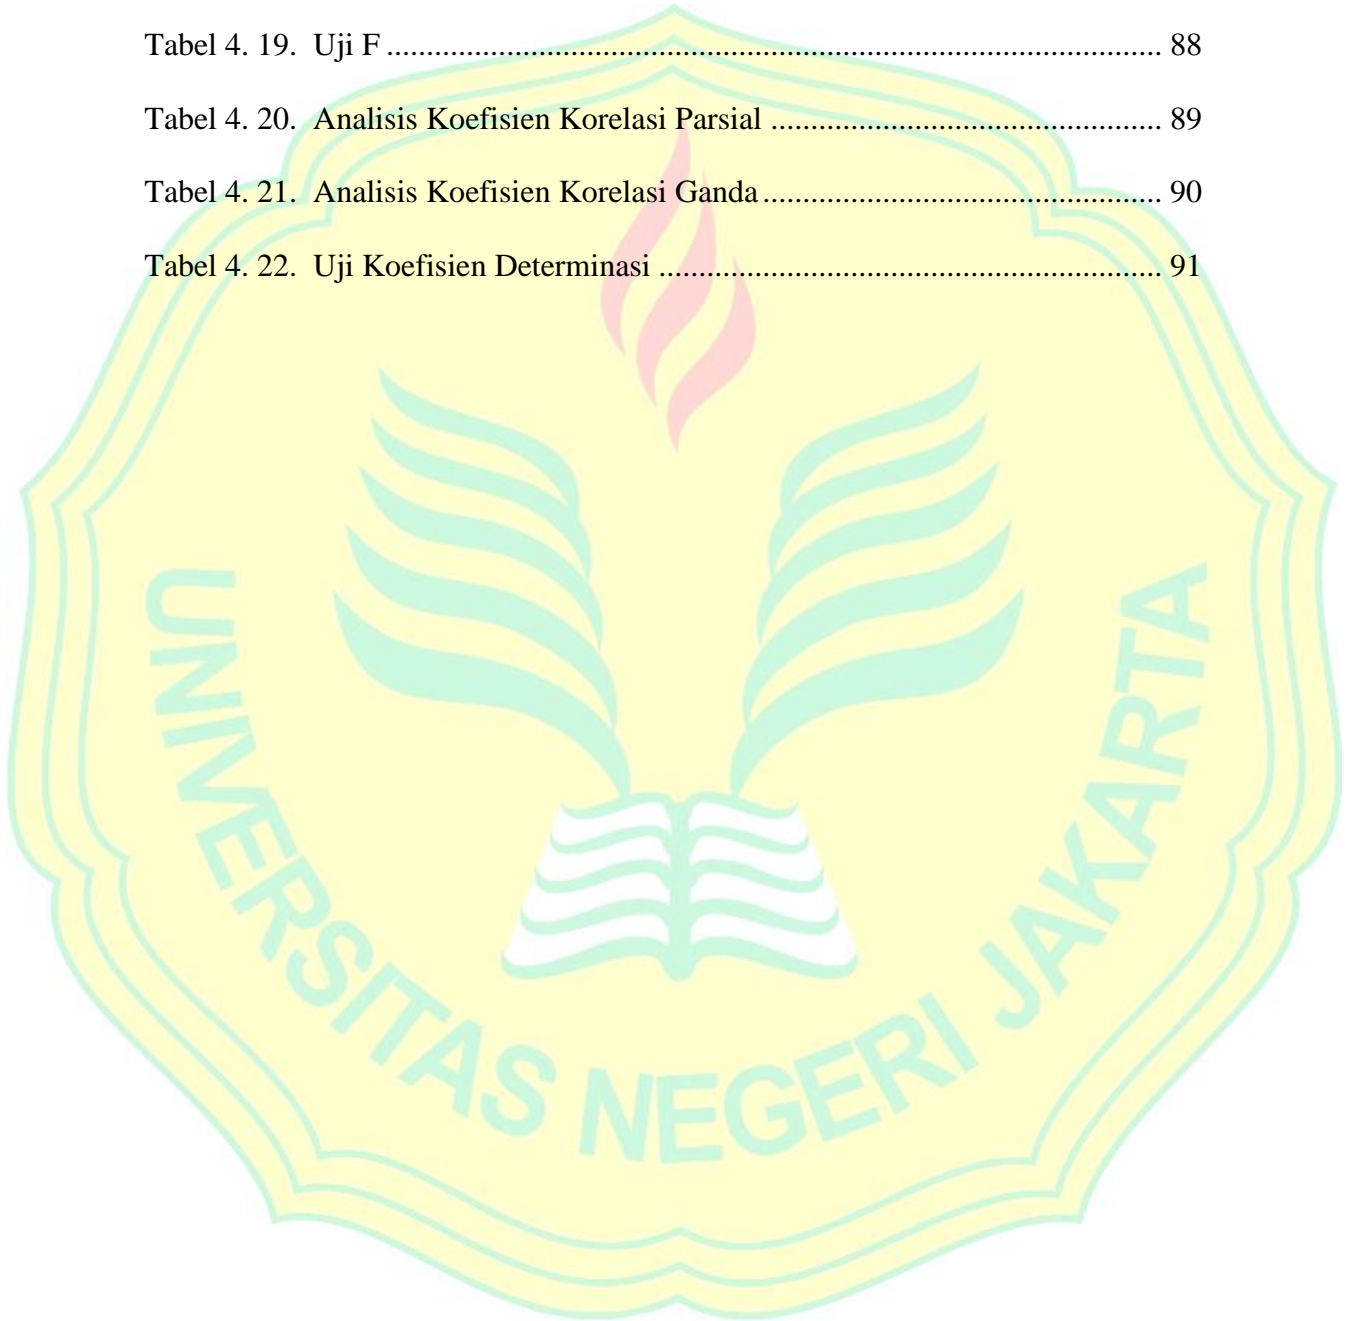 Tabel 4. 19. Uji F .................................................................................................. 88
Tabel 4. 20. Analisis Koefisien Korelasi Parsial ................................................. 89
Tabel 4. 21. Analisis Koefisien Korelasi Ganda .................................................. 90
Tabel 4. 22. Uji Koefisien Determinasi ............................................................... 91
UNIVERSITAS NEGERI JAKARTA